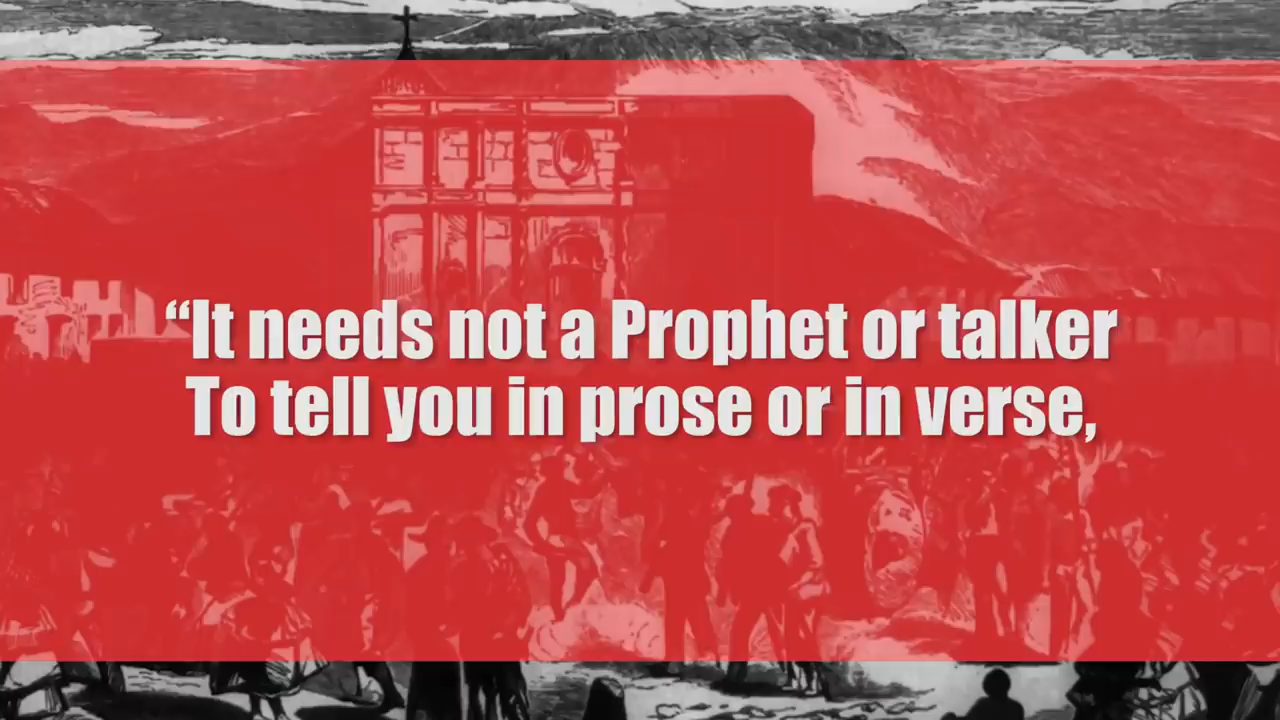 “It needs not a Prophet or talker
To tell you in prose or in verse,